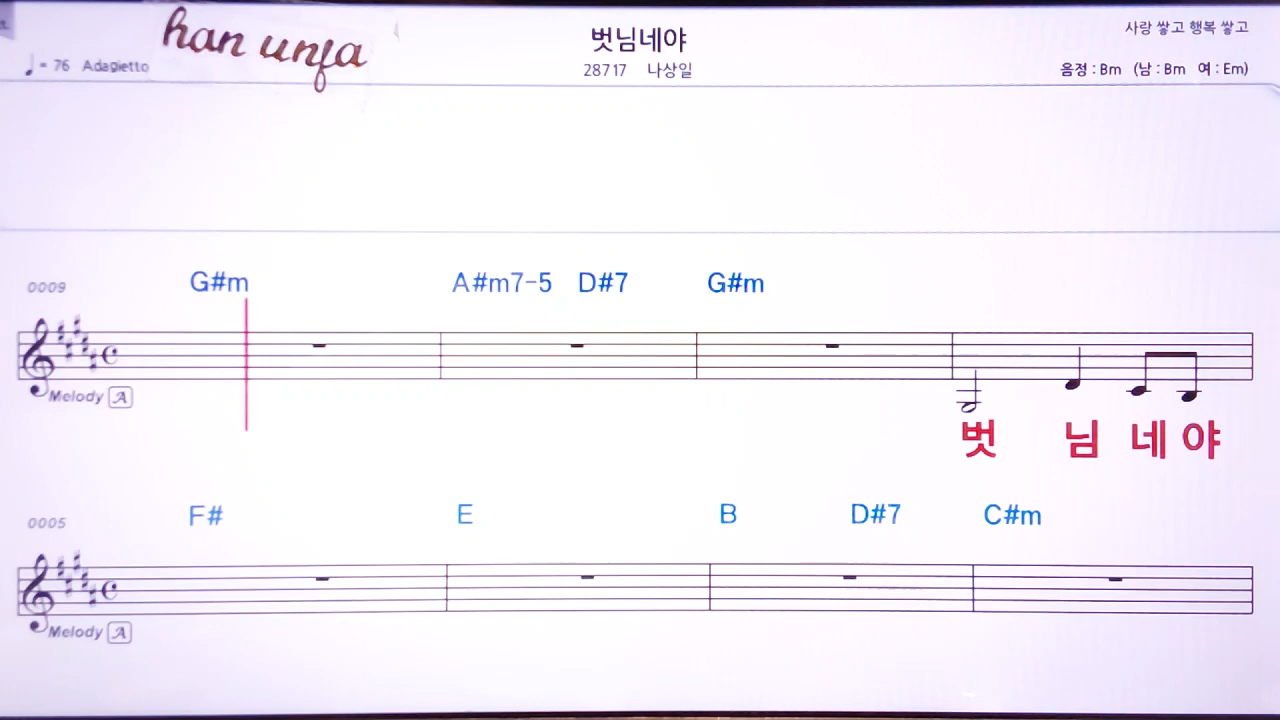 han unfa
벗님네야
사랑 쌓고 행복 쌓고
♩= 76 Adagietto
28717 나상일
음정 : Bm (남 : Bm 여 : Em)
0009 G#m A#m7-5 D#7 G#m
Melody A
벗 님 네 야
0005 F# E B D#7 C#m
Melody A